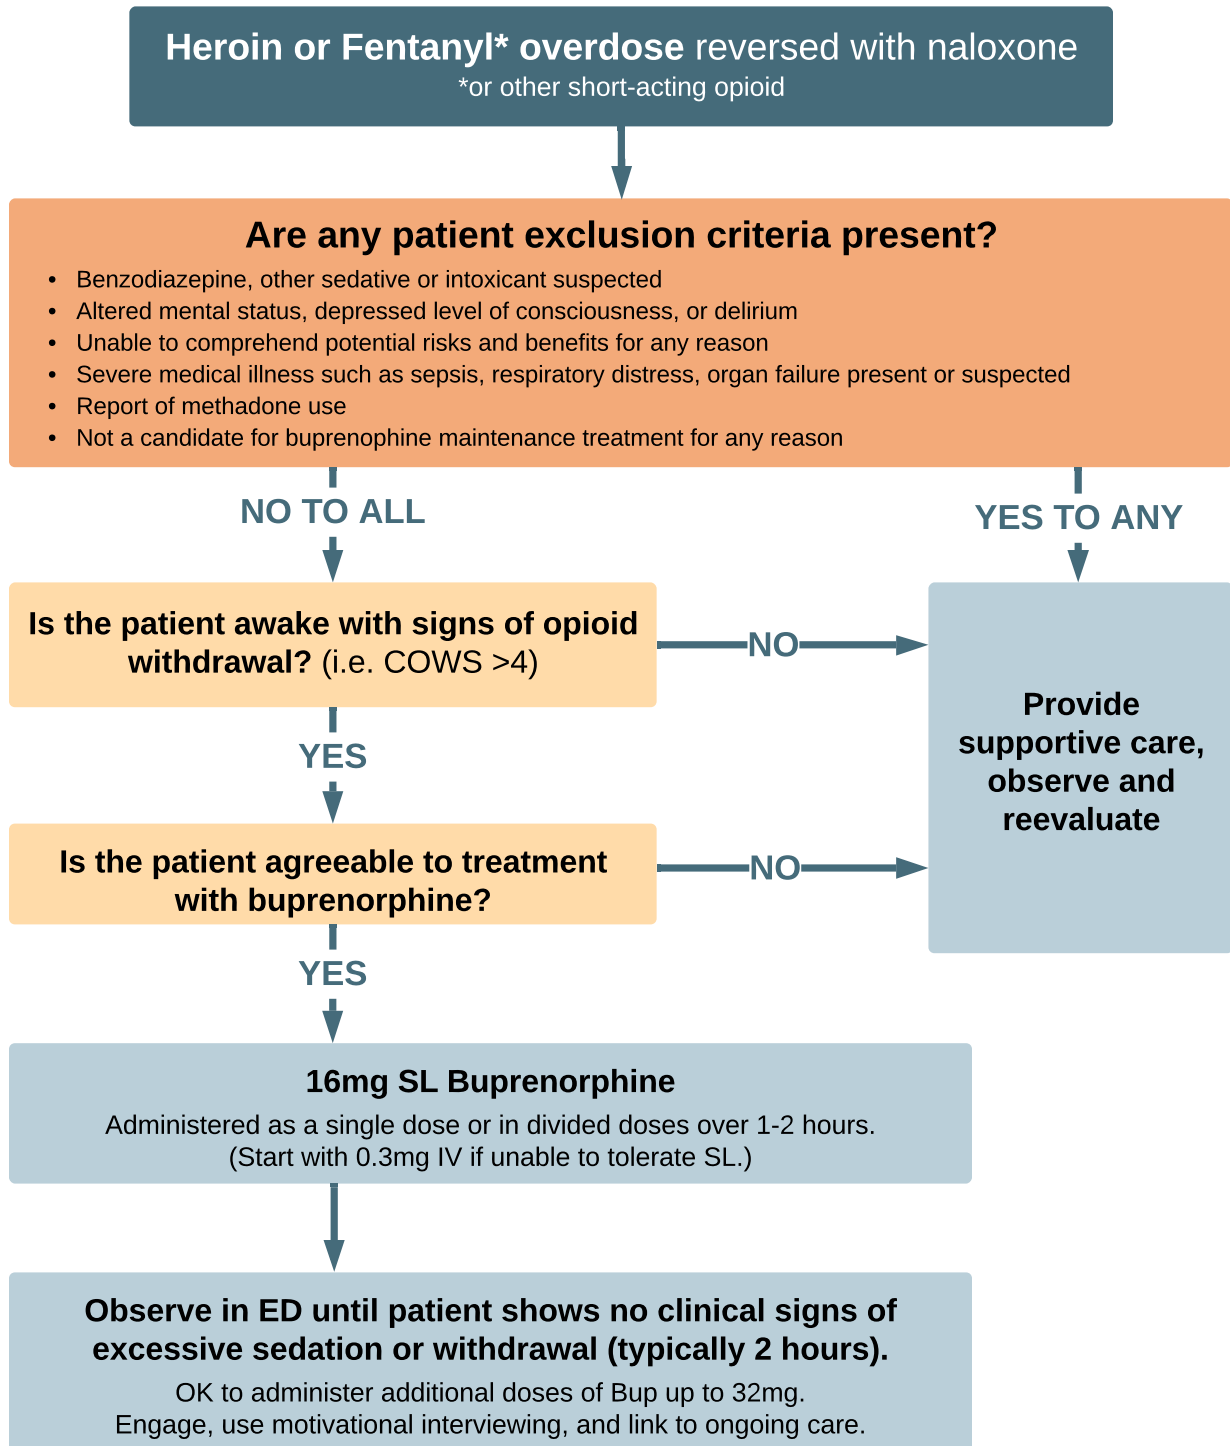 Heroin or Fentanyl* overdose reversed with naloxone
*or other short-acting opioid
Are any patient exclusion criteria present?
• Benzodiazepine, other sedative or intoxicant suspected
• Altered mental status, depressed level of consciousness, or delirium
• Unable to comprehend potential risks and benefits for any reason
• Severe medical illness such as sepsis, respiratory distress, organ failure present or suspected
• Report of methadone use
• Not a candidate for buprenophine maintenance treatment for any reason
NO TO ALL
YES TO ANY
Is the patient awake with signs of opioid
withdrawal? (i.e. COWS >4)
NO
Provide
supportive care,
observe and
reevaluate
YES
Is the patient agreeable to treatment
with buprenorphine?
NO
YES
16mg SL Buprenorphine
Administered as a single dose or in divided doses over 1-2 hours.
(Start with 0.3mg IV if unable to tolerate SL.)
Observe in ED until patient shows no clinical signs of
excessive sedation or withdrawal (typically 2 hours).
OK to administer additional doses of Bup up to 32mg.
Engage, use motivational interviewing, and link to ongoing care.